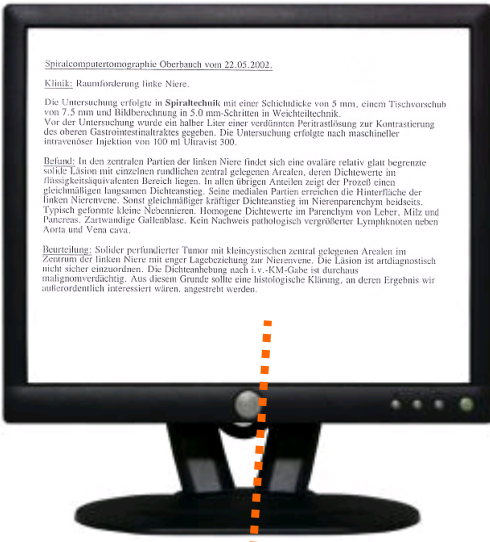 Spiralcomputertomographie Oberbauch vom 22.05.2002.
Klinik: Raumforderung linke Niere.
Die Untersuchung erfolgte in Spiraltechnik mit einer Schichdicke von 5 mm, einem Tischvorschub
von 7.5 mm und Bildberechnung in 5.0 mm-Schritten in Weichteiltechnik.
Vor der Untersuchung wurde ein halber Liter einer verdünnten Peritrastlösung zur Kontrastierung
des oberen Gastrointestinaltraktes gegeben. Die Untersuchung erfolgte nach maschineller
intravenöser Injektion von 100 ml Ultravist 300.
Befund: In den zentralen Partien der linken Niere findet sich eine ovaläre relativ glatt begrenzte
solide Läsion mit einzelnen rundlichen zentral gelegenen Arealen, deren Dichtewerte im
flüssigkeitsäquivalenten Bereich liegen. In allen übrigen Anteilen zeigt der Prozeß einen
gleichmäßigen langsamen Dichteanstieg. Seine medialen Partien erreichen die Hinterfläche der
linken Nierenvene. Sonst gleichmäßiger kräftiger Dichteanstieg im Nierenparenchym beidseits.
Typisch geformte kleine Nebennieren. Homogene Dichtewerte im Parenchym von Leber, Milz und
Pancreas. Zartwandige Gallenblase. Kein Nachweis pathologisch vergrößerter Lymphknoten neben
Aorta und Vena cava.
Beurteilung: Solider perfundierter Tumor mit kleincystischen zentral gelegenen Arealen im
Zentrum der linken Niere mit enger Lagebeziehung zur Nierenvene. Die Läsion ist artdiagnostisch
nicht sicher einzuordnen. Die Dichteanhebung nach i.v.-KM-Gabe ist durchaus
malignomverdächtig. Aus diesem Grunde sollte eine histologische Klärung, an deren Ergebnis wir
außerordentlich interessiert wären, angestrebt werden.